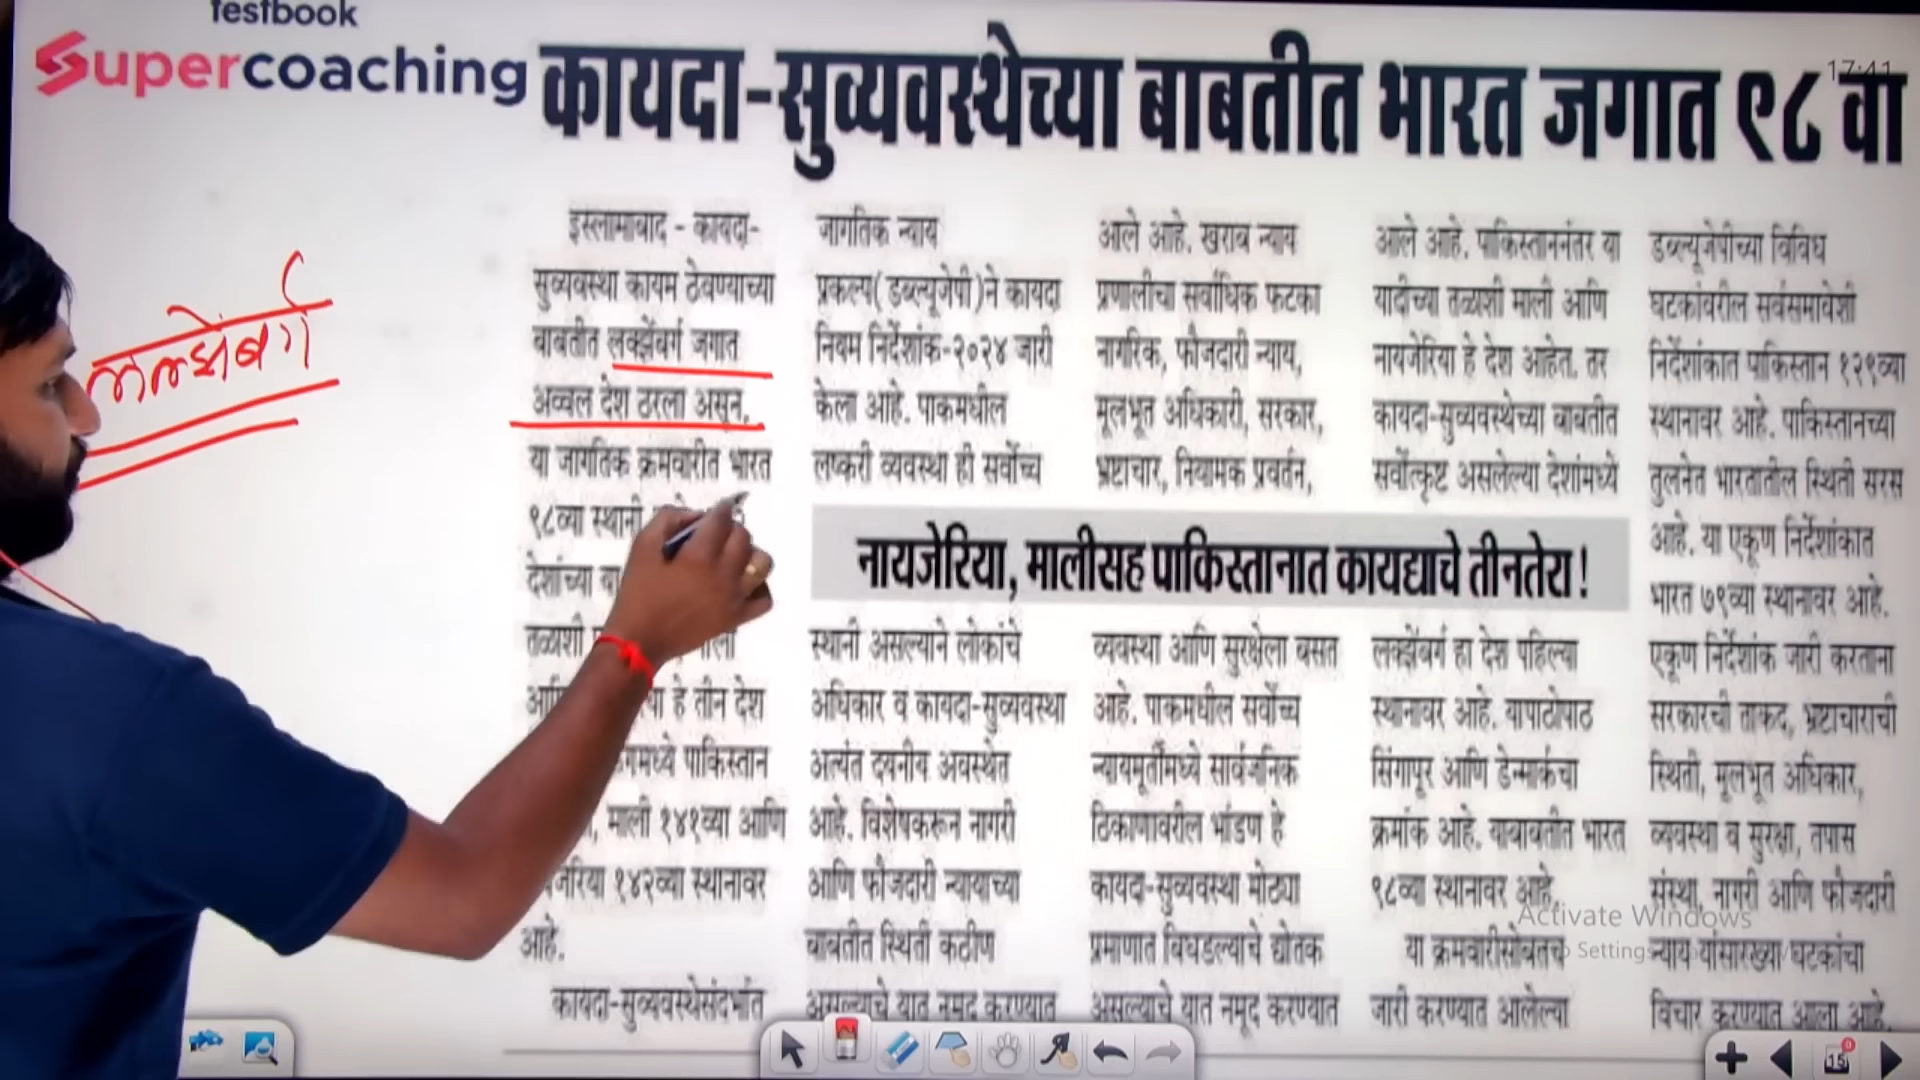 testbook
Supercoaching
17:41
कायदा-सुव्यवस्थेच्या बाबतीत भारत जगात ९८ वा
लक्झेंबर्ग
इस्लामाबाद - कायदा-
सुव्यवस्था कायम ठेवण्याच्या
बाबतीत लक्झेंबर्ग जगात
अव्वल देश ठरला असून,
या जागतिक क्रमवारीत भारत
९८व्या स्थानी
देशांच्या
तळाशी
हे तीन देश
पाकिस्तान
माली १४१व्या आणि
१४२व्या स्थानावर
आहे.
कायदा-सुव्यवस्थेसंदर्भात
जागतिक न्याय
प्रकल्प(डब्ल्यूजेपी)ने कायदा
नियम निर्देशांक-२०२४ जारी
केला आहे. पाकमधील
लष्करी व्यवस्था ही सर्वोच्च
नायजेरिया, मालीसह पाकिस्तानात कायद्याचे तीनतेरा!
स्थानी असल्याने लोकांचे
अधिकार व कायदा-सुव्यवस्था
अत्यंत दयनीय अवस्थेत
आहे. विशेषकरून नागरी
आणि फौजदारी न्यायाच्या
बाबतीत स्थिती कठीण
असल्याचे यात नमूद करण्यात
आले आहे. खराब न्याय
प्रणालीचा सर्वाधिक फटका
नागरिक, फौजदारी न्याय,
मूलभूत अधिकारी, सरकार,
भ्रष्टाचार, नियामक प्रवर्तन,
व्यवस्था आणि सुरक्षेला बसत
आहे. पाकमधील सर्वोच्च
न्यायमूर्तींमध्ये सार्वजनिक
ठिकाणावरील भांडण हे
कायदा-सुव्यवस्था मोठ्या
प्रमाणात बिघडल्याचे द्योतक
असल्याचे यात नमूद करण्यात
आले आहे. पाकिस्ताननंतर या
यादीच्या तळाशी माली आणि
नायजेरिया हे देश आहेत. तर
कायदा-सुव्यवस्थेच्या बाबतीत
सर्वोत्कृष्ट असलेल्या देशांमध्ये
लक्झेंबर्ग हा देश पहिल्या
स्थानावर आहे. यापाठोपाठ
सिंगापूर आणि डेन्मार्कचा
क्रमांक आहे. याबाबतीत भारत
९८व्या स्थानावर आहे.
या क्रमवारीसोबतच
जारी करण्यात आलेल्या
डब्ल्यूजेपीच्या विविध
घटकांवरील सर्वसमावेशी
निर्देशांकात पाकिस्तान १२९व्या
स्थानावर आहे. पाकिस्तानच्या
तुलनेत भारतातील स्थिती सरस
आहे. या एकूण निर्देशांकात
भारत ७९व्या स्थानावर आहे.
एकूण निर्देशांक जारी करताना
सरकारची ताकद, भ्रष्टाचाराची
स्थिती, मूलभूत अधिकार,
व्यवस्था व सुरक्षा, तपास
संस्था, नागरी आणि फौजदारी
न्याय यांसारख्या घटकांचा
विचार करण्यात आला आहे.
Activate Windows
Settings
15